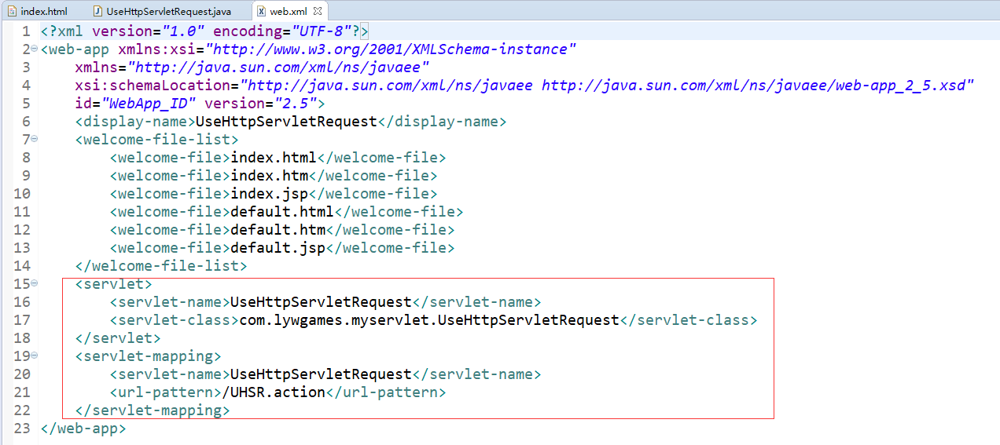 index.html UseHttpServletRequest.java web.xml
1 <?xml version="1.0" encoding="UTF-8"?>
2 <web-app xmlns:xsi="http://www.w3.org/2001/XMLSchema-instance"
3 xmlns="http://java.sun.com/xml/ns/javaee"
4 xsi:schemaLocation="http://java.sun.com/xml/ns/javaee http://java.sun.com/xml/ns/javaee/web-app_2_5.xsd"
5 id="WebApp_ID" version="2.5">
6 <display-name>UseHttpServletRequest</display-name>
7 <welcome-file-list>
8 <welcome-file>index.html</welcome-file>
9 <welcome-file>index.htm</welcome-file>
10 <welcome-file>index.jsp</welcome-file>
11 <welcome-file>default.html</welcome-file>
12 <welcome-file>default.htm</welcome-file>
13 <welcome-file>default.jsp</welcome-file>
14 </welcome-file-list>
15 <servlet>
16 <servlet-name>UseHttpServletRequest</servlet-name>
17 <servlet-class>com.lywgames.myservlet.UseHttpServletRequest</servlet-class>
18 </servlet>
19 <servlet-mapping>
20 <servlet-name>UseHttpServletRequest</servlet-name>
21 <url-pattern>/UHSR.action</url-pattern>
22 </servlet-mapping>
23 </web-app>